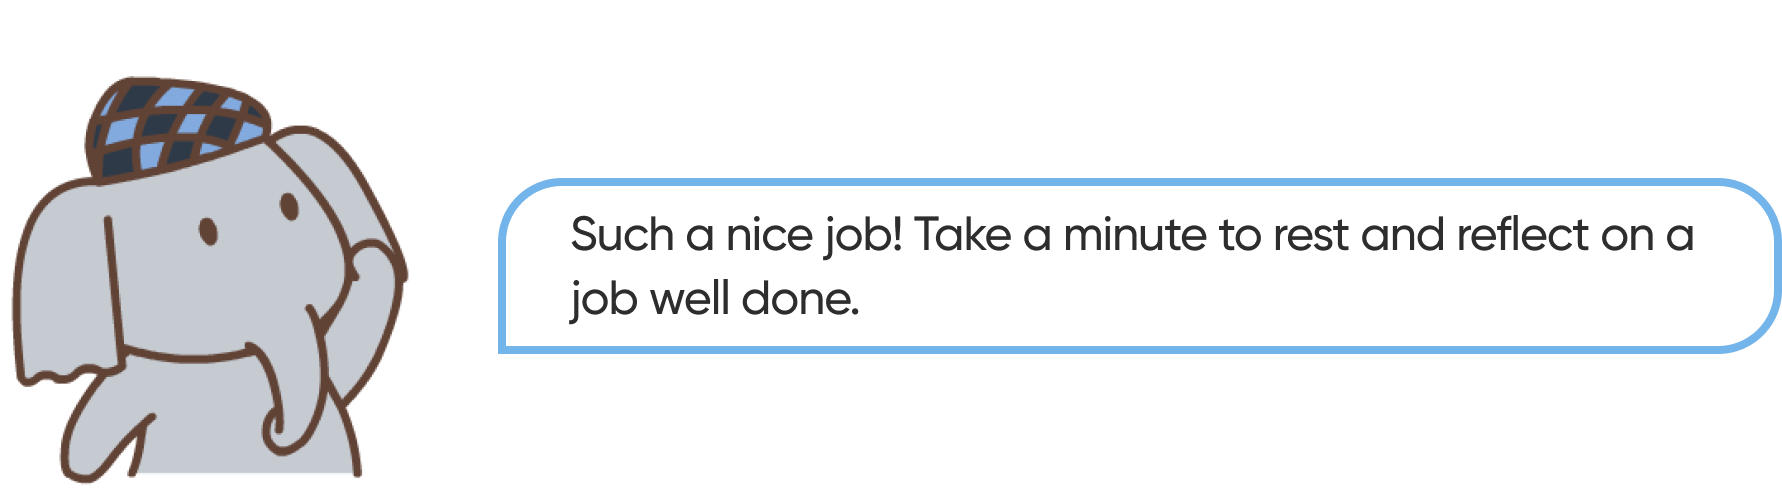 Such a nice job! Take a minute to rest and reflect on a
job well done.